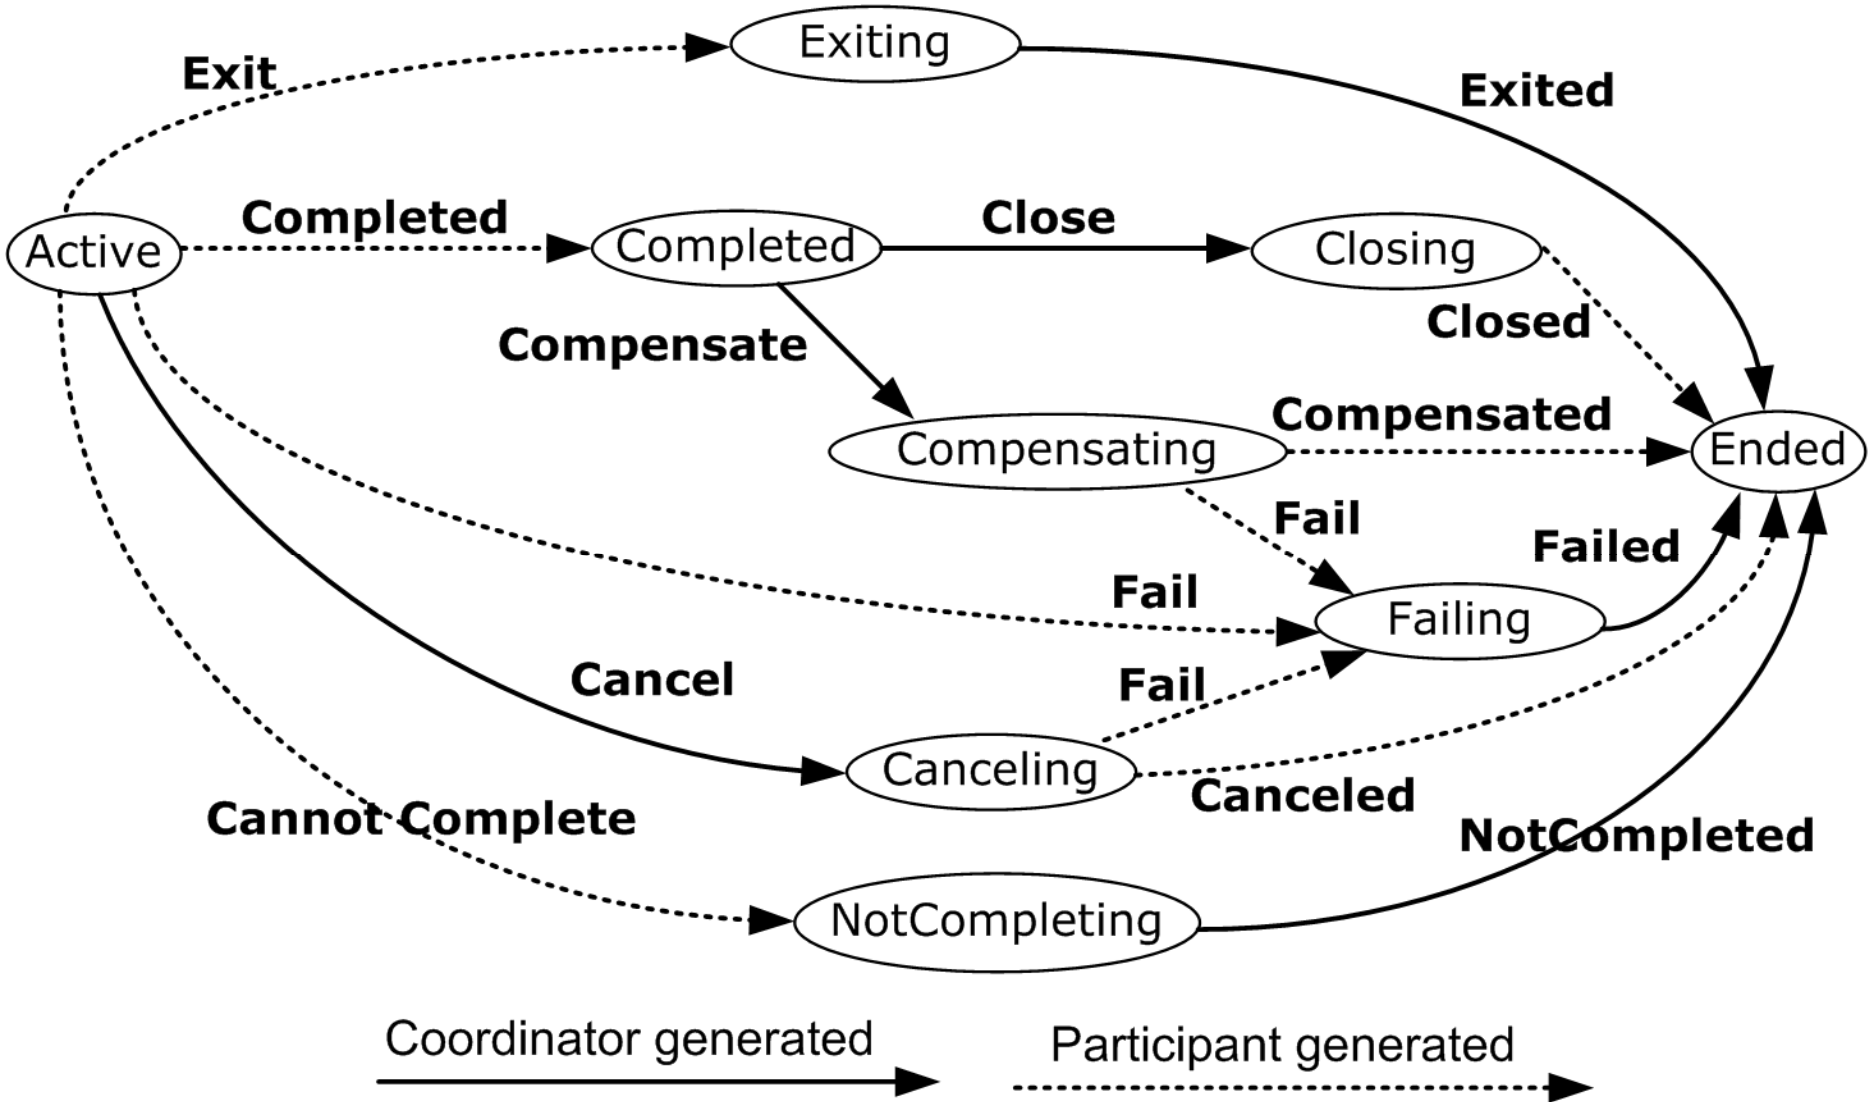 Exiting
Exit
Exited
Completed
Close
Active
Completed
Closing
Closed
Compensate
Compensated
Compensating
Ended
Fail
Failed
Fail
Failing
Cancel
Fail
Canceling
Canceled
Cannot Complete
NotCompleted
NotCompleting
Coordinator generated
Participant generated